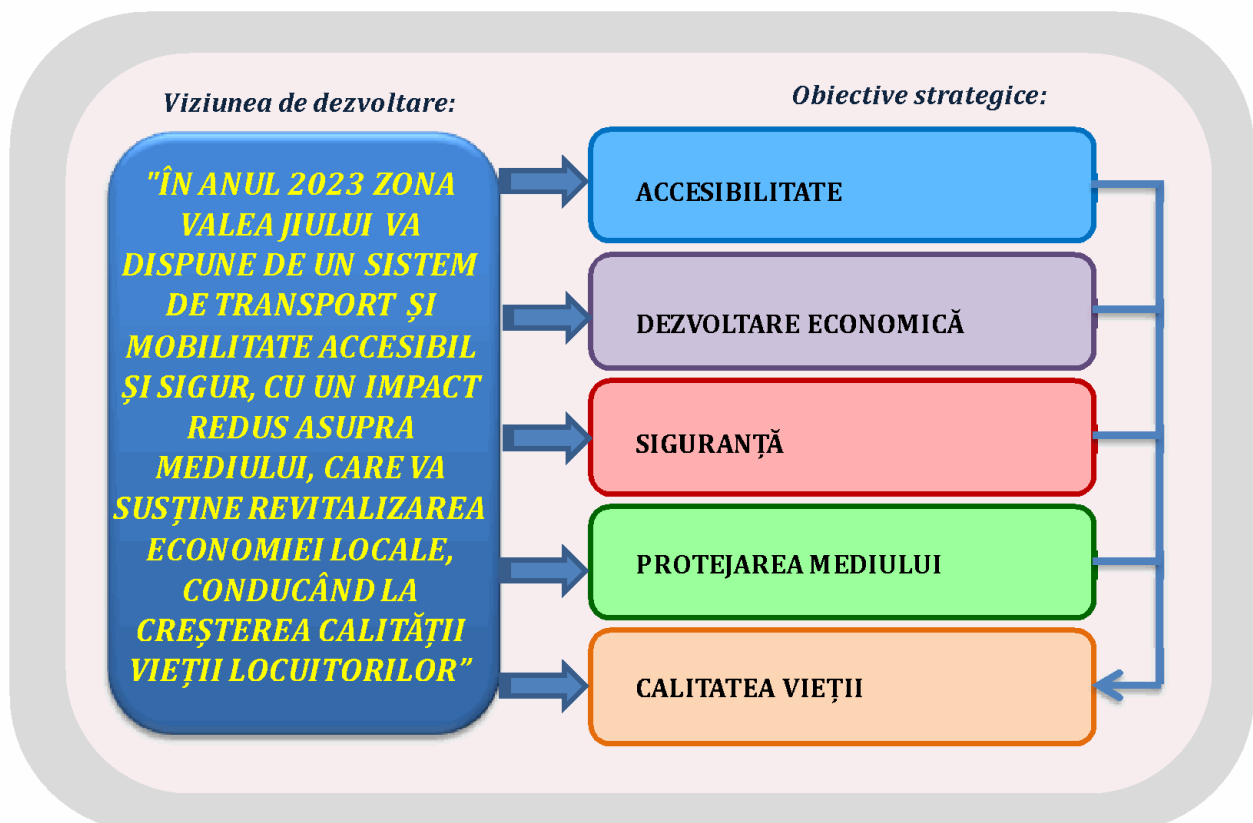 Viziunea de dezvoltare:
"ÎN ANUL 2023 ZONA
VALEA JIULUI VA
DISPUNE DE UN SISTEM
DE TRANSPORT ȘI
MOBILITATE ACCESIBIL
ȘI SIGUR, CU UN IMPACT
REDUS ASUPRA
MEDIULUI, CARE VA
SUSȚINE REVITALIZAREA
ECONOMIEI LOCALE,
CONDUCÂND LA
CREȘTEREA CALITĂȚII
VIEȚII LOCUITORILOR”
Obiective strategice:
ACCESIBILITATE
DEZVOLTARE ECONOMICĂ
SIGURANȚĂ
PROTEJAREA MEDIULUI
CALITATEA VIEȚII